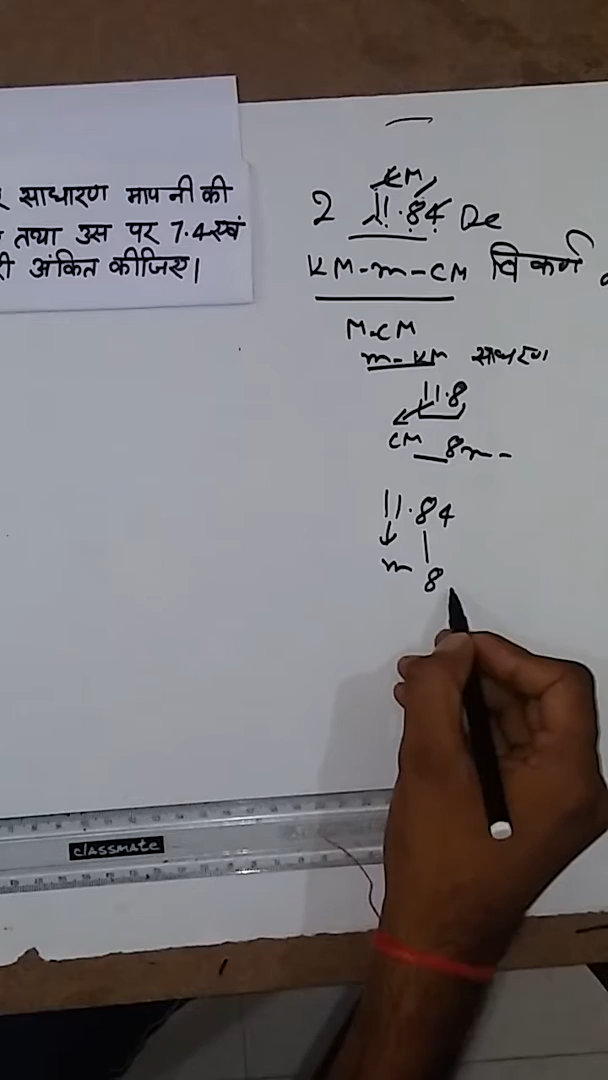 साधारण मापनी की
तथा उस पर 7.4 एवं
अंकित कीजिए।
KM
2 11.84 De
KM-m-CM विकर्ण
M-CM
m-KM साधारण
11.8
CM 8m-
11.84
m 8
classmate